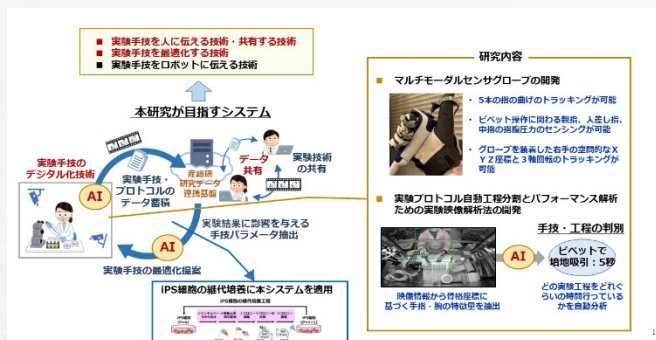 ■ 実験手技を人に伝える技術・共有する技術
■ 実験手技を最適化する技術
■ 実験手技をロボットに伝える技術
本研究が目指すシステム
実験手技の
デジタル化技術
AI
実験手技・
プロトコルの
データ蓄積
産総研
研究データ
連携基盤
データ
共有
実験技術
の共有
実験結果に影響を与える
手技パラメータ抽出
AI
実験手技の最適化提案
iPS細胞の継代培養に本システムを適用
iPS細胞の継代培養工程
研究内容
■ マルチモーダルセンサグローブの開発
・ 5本の指の曲げのトラッキングが可能
・ ピペット操作に関わる親指、人差し指、
中指の指腹圧力のセンシングが可能
・ グローブを装着した右手の空間的なX
YZ座標と3軸回転のトラッキングが
可能
■ 実験プロトコル自動工程分割とパフォーマンス解析
ための実験映像解析法の開発
手技・工程の判別
AI
ピペットで
培地吸引：5秒
映像情報から骨格座標に
基づく手指・腕の特徴量を抽出
どの実験工程をどれぐ
らいの時間行っている
かを自動分析
1